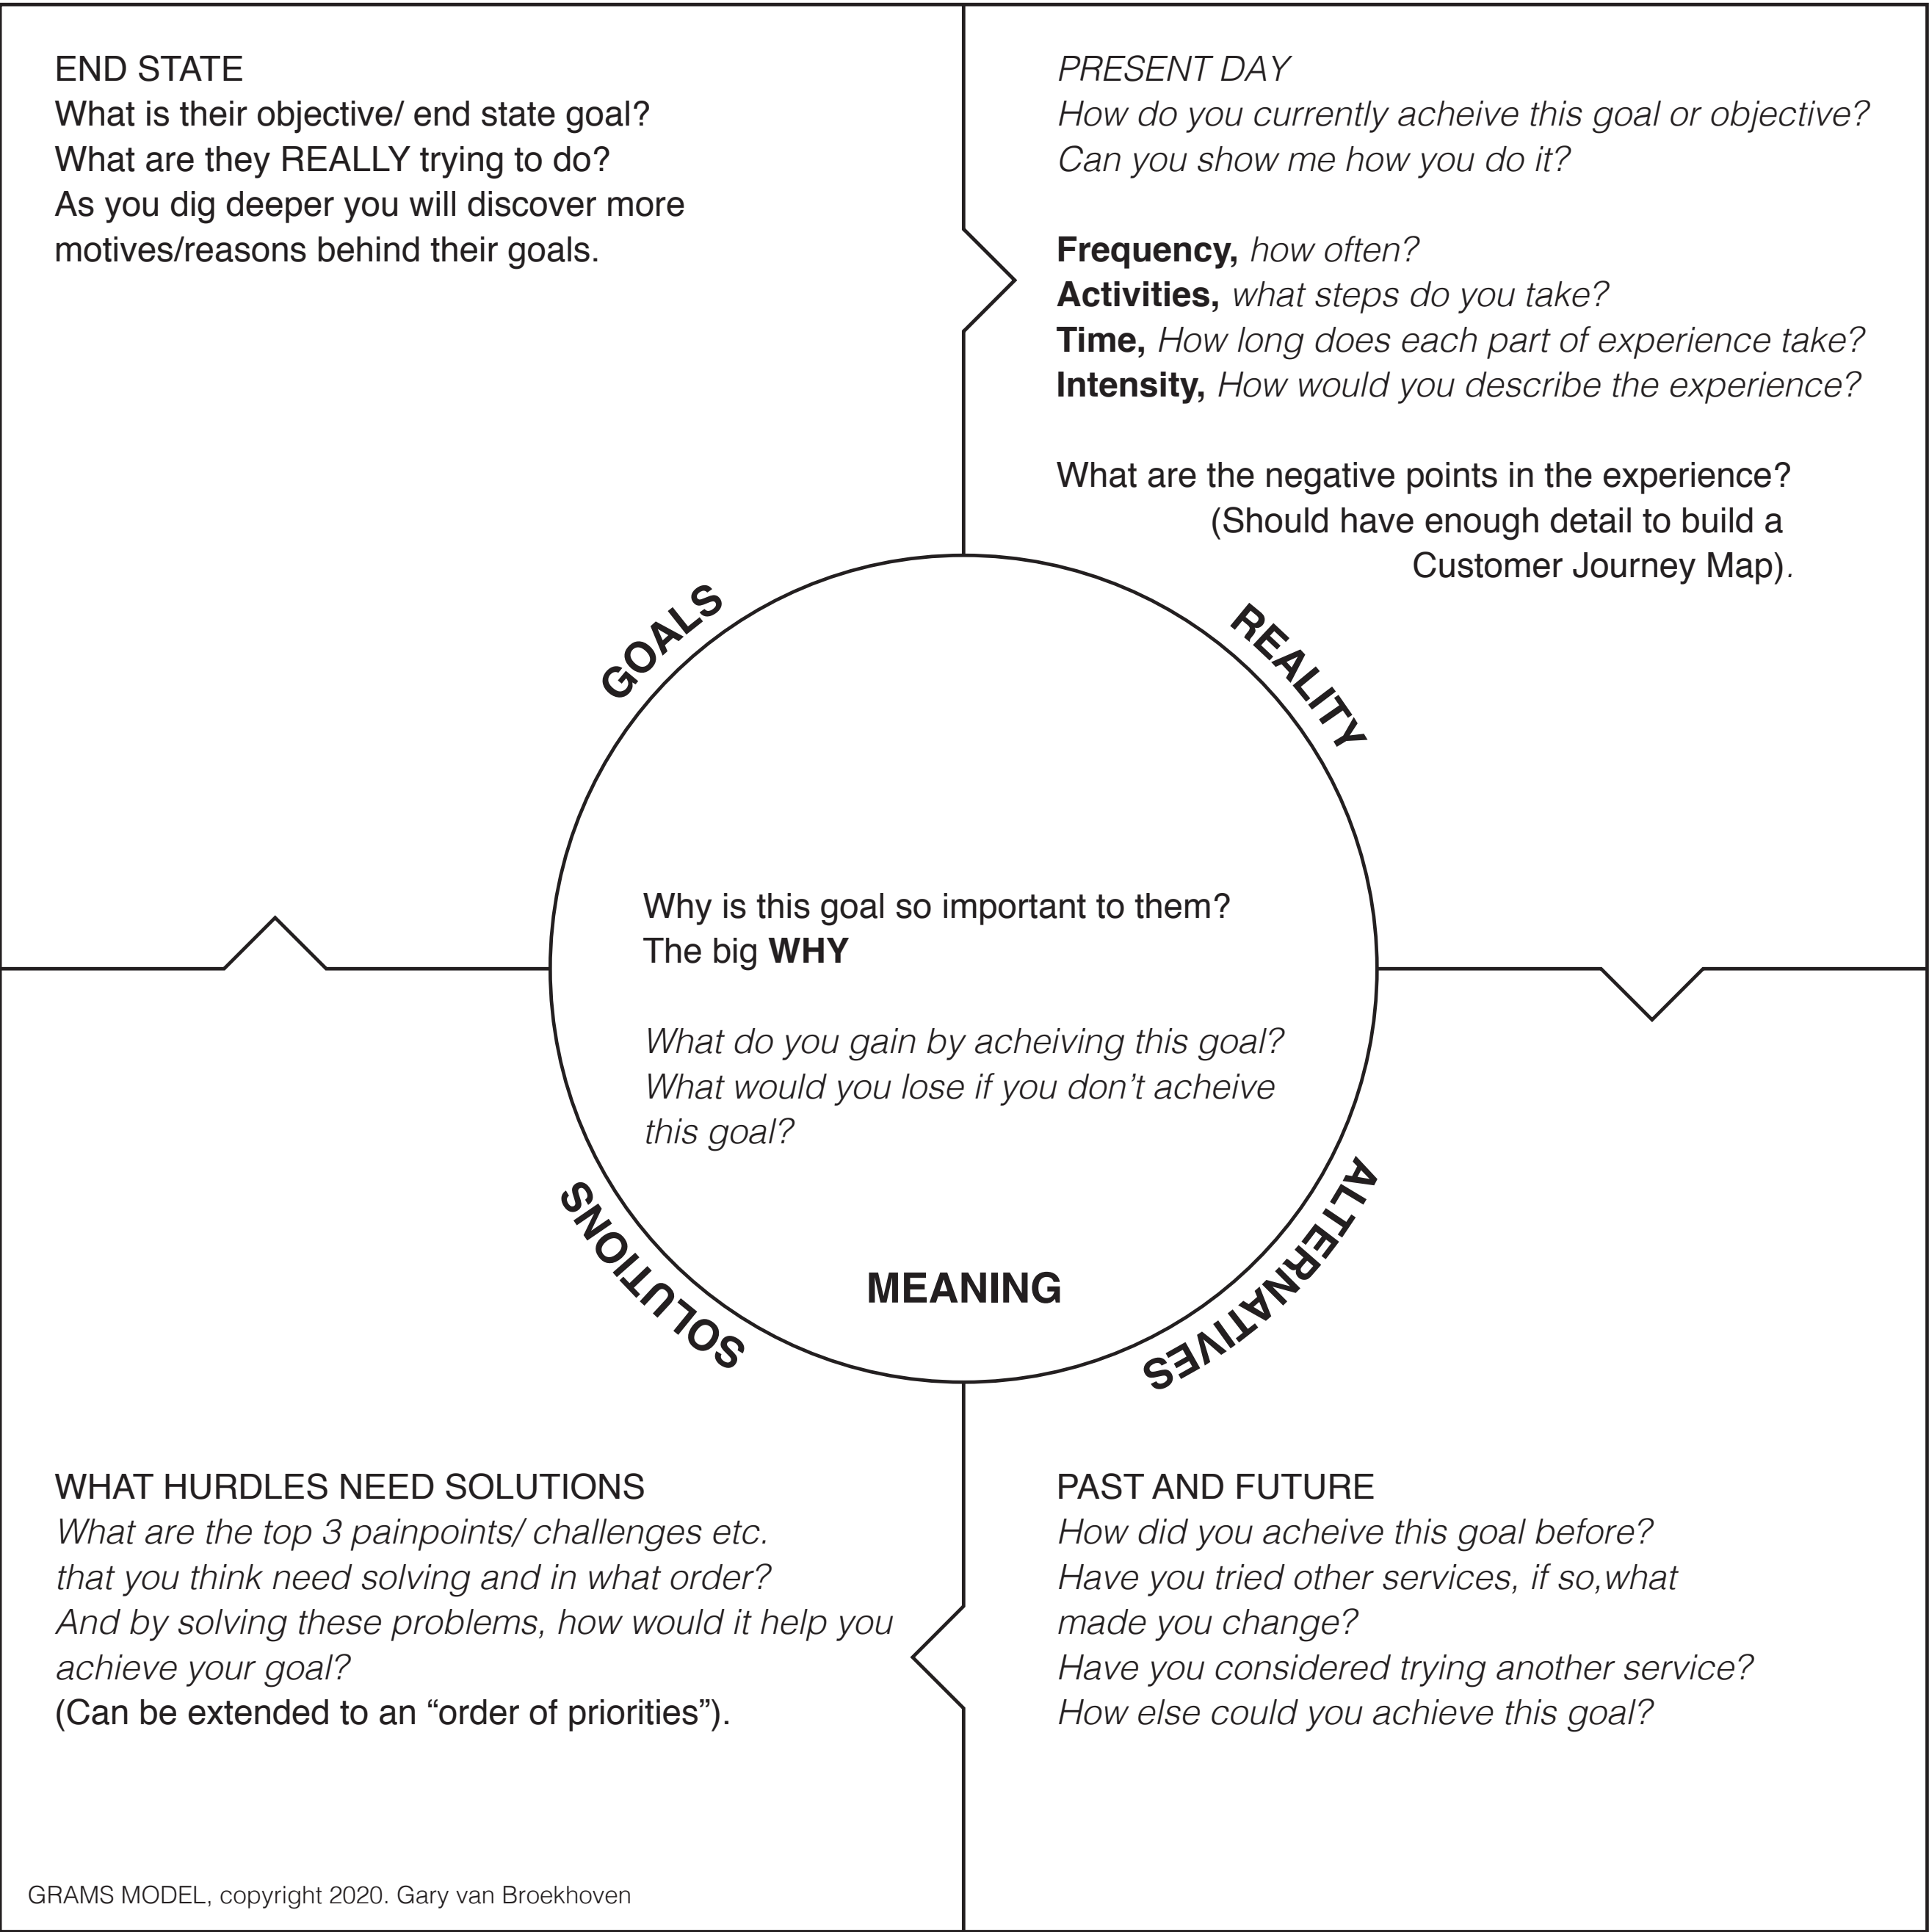 END STATE
What is their objective/ end state goal?
What are they REALLY trying to do?
As you dig deeper you will discover more
motives/reasons behind their goals.
GOALS
PRESENT DAY
How do you currently acheive this goal or objective?
Can you show me how you do it?
Frequency, how often?
Activities, what steps do you take?
Time, How long does each part of experience take?
Intensity, How would you describe the experience?
What are the negative points in the experience?
(Should have enough detail to build a
Customer Journey Map).
REALITY
Why is this goal so important to them?
The big WHY
What do you gain by acheiving this goal?
What would you lose if you don’t acheive
this goal?
MEANING
SOLUTIONS
WHAT HURDLES NEED SOLUTIONS
What are the top 3 painpoints/ challenges etc.
that you think need solving and in what order?
And by solving these problems, how would it help you
achieve your goal?
(Can be extended to an “order of priorities”).
ALTERNATIVES
PAST AND FUTURE
How did you acheive this goal before?
Have you tried other services, if so,what
made you change?
Have you considered trying another service?
How else could you achieve this goal?
GRAMS MODEL, copyright 2020. Gary van Broekhoven